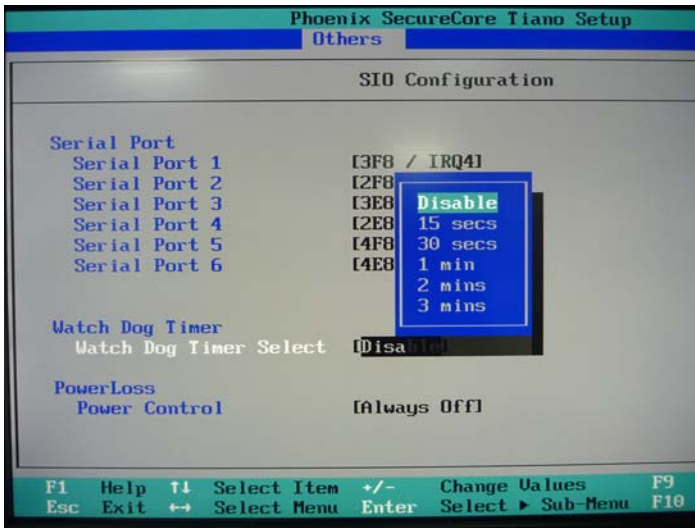 Phoenix SecureCore Tiano Setup
Others
SIO Configuration
Serial Port
Serial Port 1 [3F8 / IRQ4]
Serial Port 2 [2F8
Serial Port 3 [3E8
Serial Port 4 [2E8
Serial Port 5 [4F8
Serial Port 6 [4E8
Disable
15 secs
30 secs
1 min
2 mins
3 mins
Watch Dog Timer
Watch Dog Timer Select [Disable]
PowerLoss
Power Control [Always Off]
F1 Help ↑↓ Select Item +/- Change Values F9
Esc Exit ↔ Select Menu Enter Select ▶ Sub-Menu F10